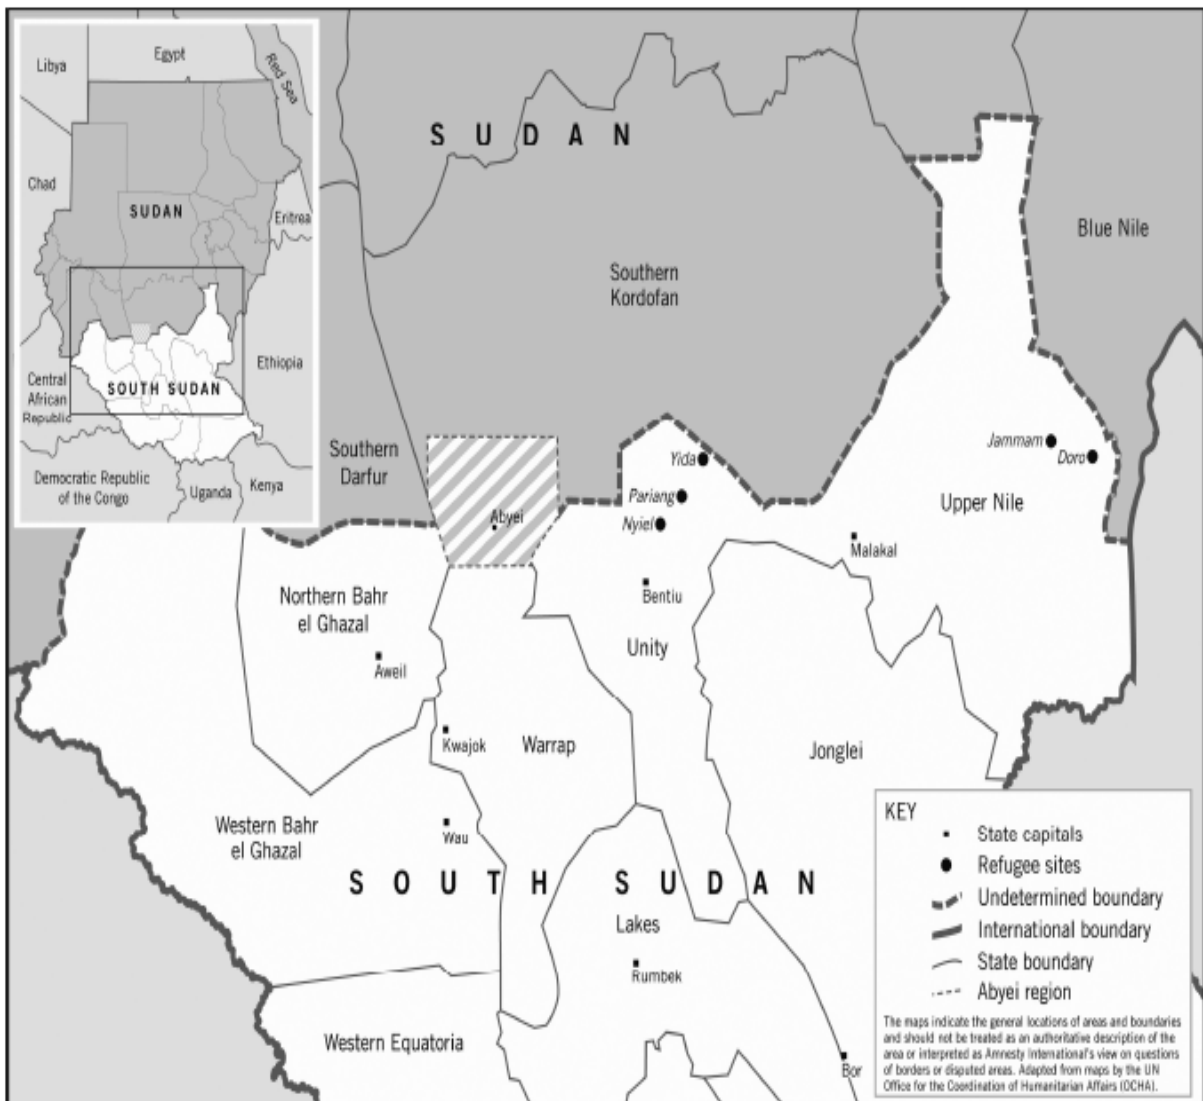 Egypt
Libya
Red Sea
Chad
SUDAN
Eritrea
Ethiopia
SOUTH SUDAN
Central
African
Republic
Democratic Republic
of the Congo
Uganda
Kenya
SUDAN
Blue Nile
Southern
Kordofan
Southern
Darfur
Abyei
Yida
Pariang
Nyiel
Jammam
Doro
Upper Nile
Malakal
Bentiu
Unity
Northern Bahr
el Ghazal
Aweil
Kwajok
Warrap
Jonglei
Western Bahr
el Ghazal
Wau
SOUTH SUDAN
Lakes
Rumbek
Western Equatoria
Bor
KEY
State capitals
Refugee sites
Undetermined boundary
International boundary
State boundary
Abyei region
The maps indicate the general locations of areas and boundaries
and should not be treated as an authoritative description of the
area or interpreted as Amnesty International's view on questions
of borders or disputed areas. Adapted from maps by the UN
Office for the Coordination of Humanitarian Affairs (OCHA).